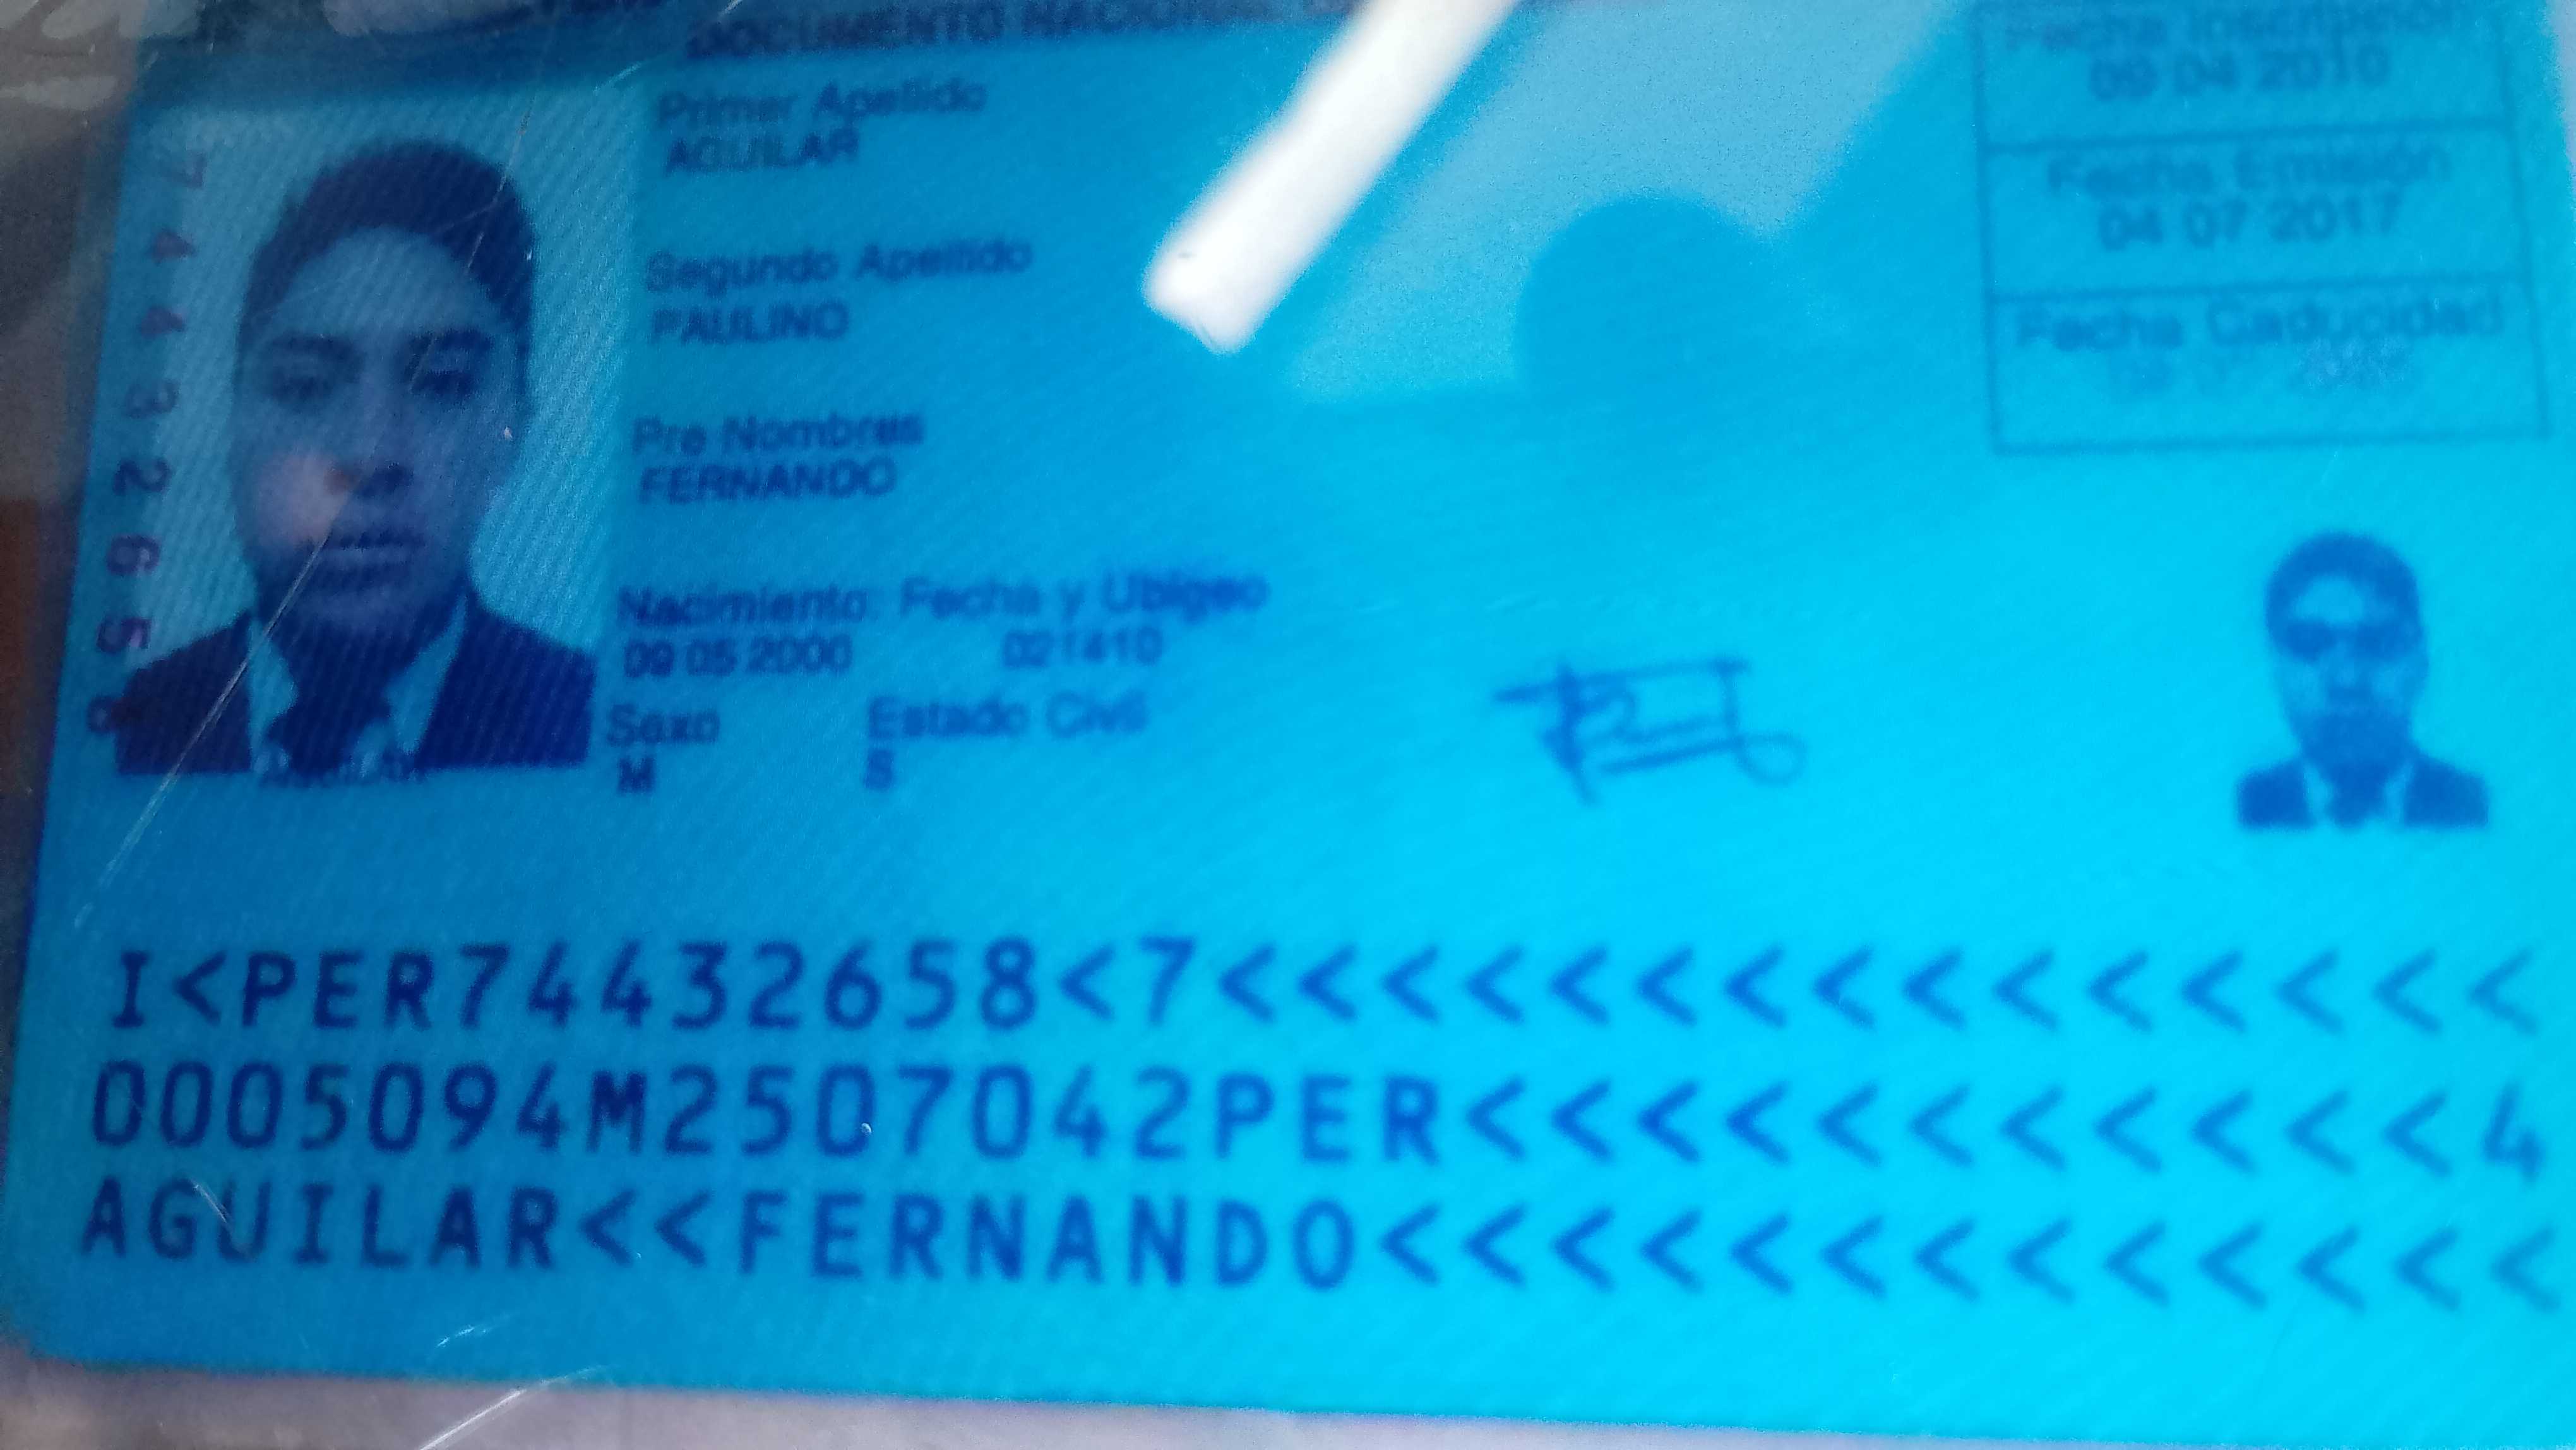 DOCUMENTO NACIONAL
Primer Apellido
AGUILAR
Segundo Apellido
PAULINO
Pre Nombres
FERNANDO
Nacimiento: Fecha y Ubigeo
09 05 2000 021410
Sexo Estado Civil
M S
74432658
AGUILAR
Fecha Inscripción
09 04 2010
Fecha Emisión
04 07 2017
Fecha Caducidad
I<PER74432658<7<<<<<<<<<<<<<<<
0005094M2507042PER<<<<<<<<<<<4
AGUILAR<<FERNANDO<<<<<<<<<<<<<